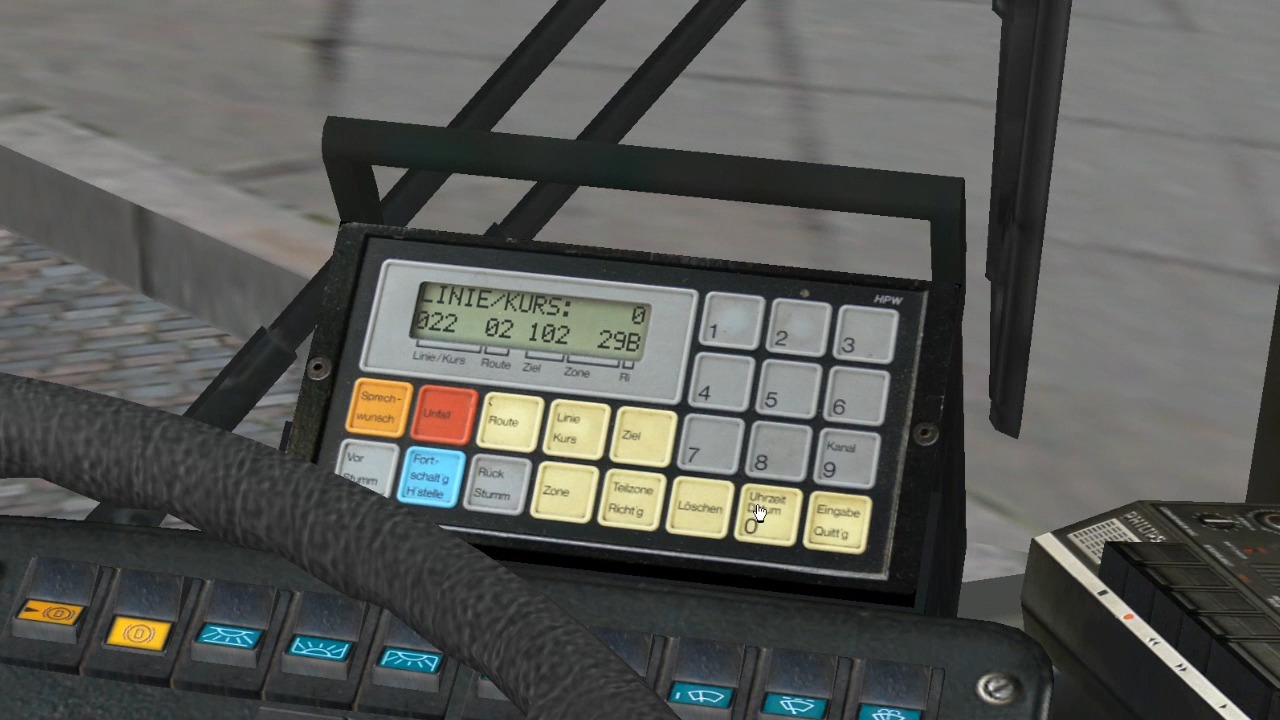 HPW
LINIE/KURS: 0
022 02 102 29B
Linie/Kurs Route Ziel Zone Ri
1 2 3
4 5 6
Sprech-
wunsch
Unfall
Route
Linie
Kurs
Ziel
7
8
Kanal
9
Vor
Stumm
Fort-
schalt'g
H'stelle
Rück
Stumm
Zone
Teilzone
Richt'g
Löschen
Uhrzeit
0
Eingabe
Quitt'g
PHILIPS